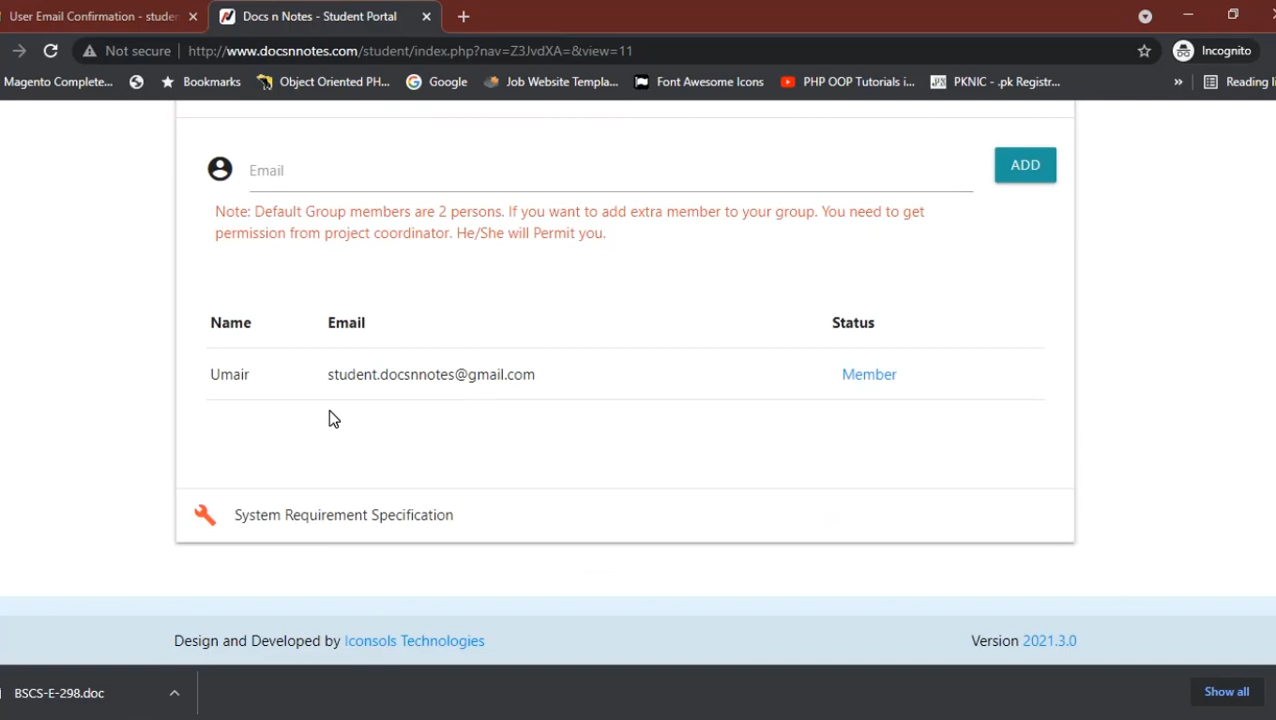 User Email Confirmation - studen
Docs n Notes - Student Portal
Not secure
http://www.docsnnotes.com/student/index.php?nav=Z3JvdXA=&view=11
Incognito
Magento Complete...
Bookmarks
Object Oriented PH...
Google
Job Website Templa...
Font Awesome Icons
PHP OOP Tutorials i...
PKNIC - .pk Registr...
»
Reading li
Email
ADD
Note: Default Group members are 2 persons. If you want to add extra member to your group. You need to get
permission from project coordinator. He/She will Permit you.
Name Email Status
Umair student.docsnnotes@gmail.com Member
System Requirement Specification
Design and Developed by Iconsols Technologies
Version 2021.3.0
BSCS-E-298.doc
Show all